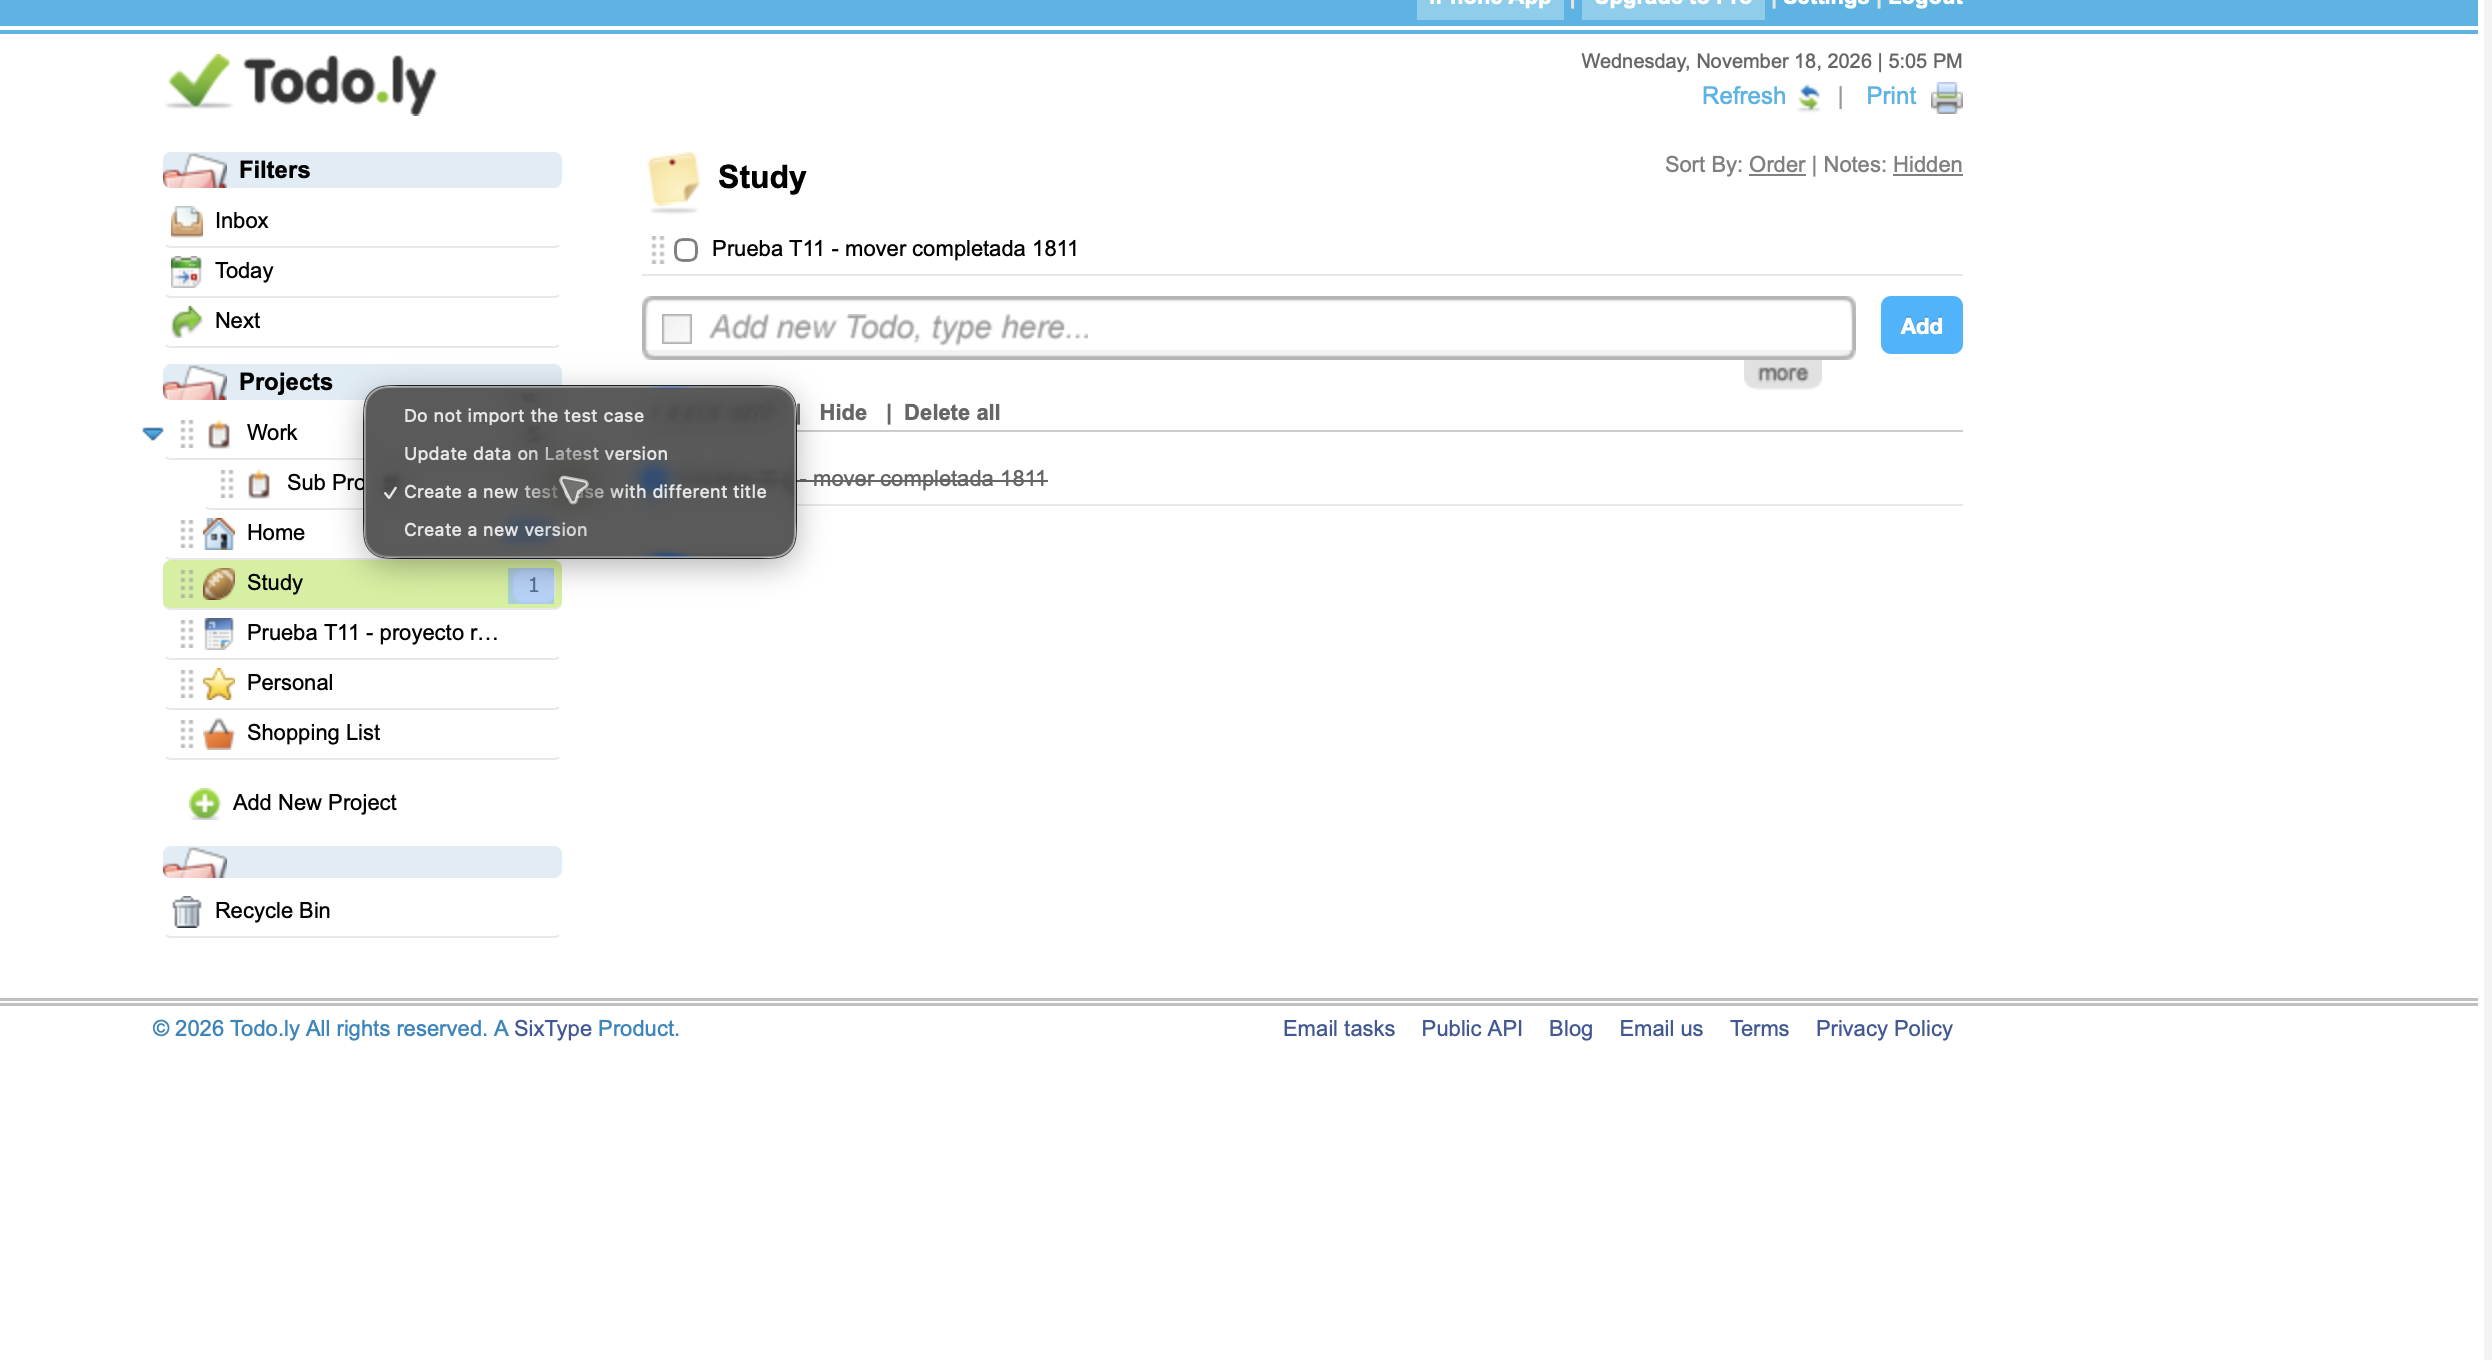 Settings | Logout
Todo.ly
Wednesday, November 18, 2026 | 5:05 PM
Refresh | Print
Filters
Inbox
Today
Next
Projects
Work
Sub Pro
Home
Study 1
Prueba T11 - proyecto r...
Personal
Shopping List
Add New Project
Recycle Bin
Study
Sort By: Order | Notes: Hidden
Prueba T11 - mover completada 1811
Add new Todo, type here...
Add
more
| Hide | Delete all
- mover completada 1811
Do not import the test case
Update data on Latest version
✓ Create a new test se with different title
Create a new version
© 2026 Todo.ly All rights reserved. A SixType Product.
Email tasks Public API Blog Email us Terms Privacy Policy